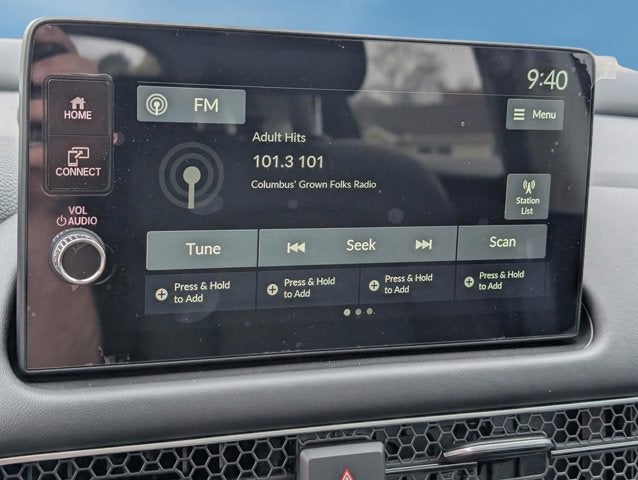 9:40
HOME
FM
Menu
CONNECT
Adult Hits
101.3 101
Columbus' Grown Folks Radio
VOL
AUDIO
Station
List
Tune
Seek
Scan
Press & Hold
to Add
Press & Hold
to Add
Press & Hold
to Add
Press & Hold
to Add